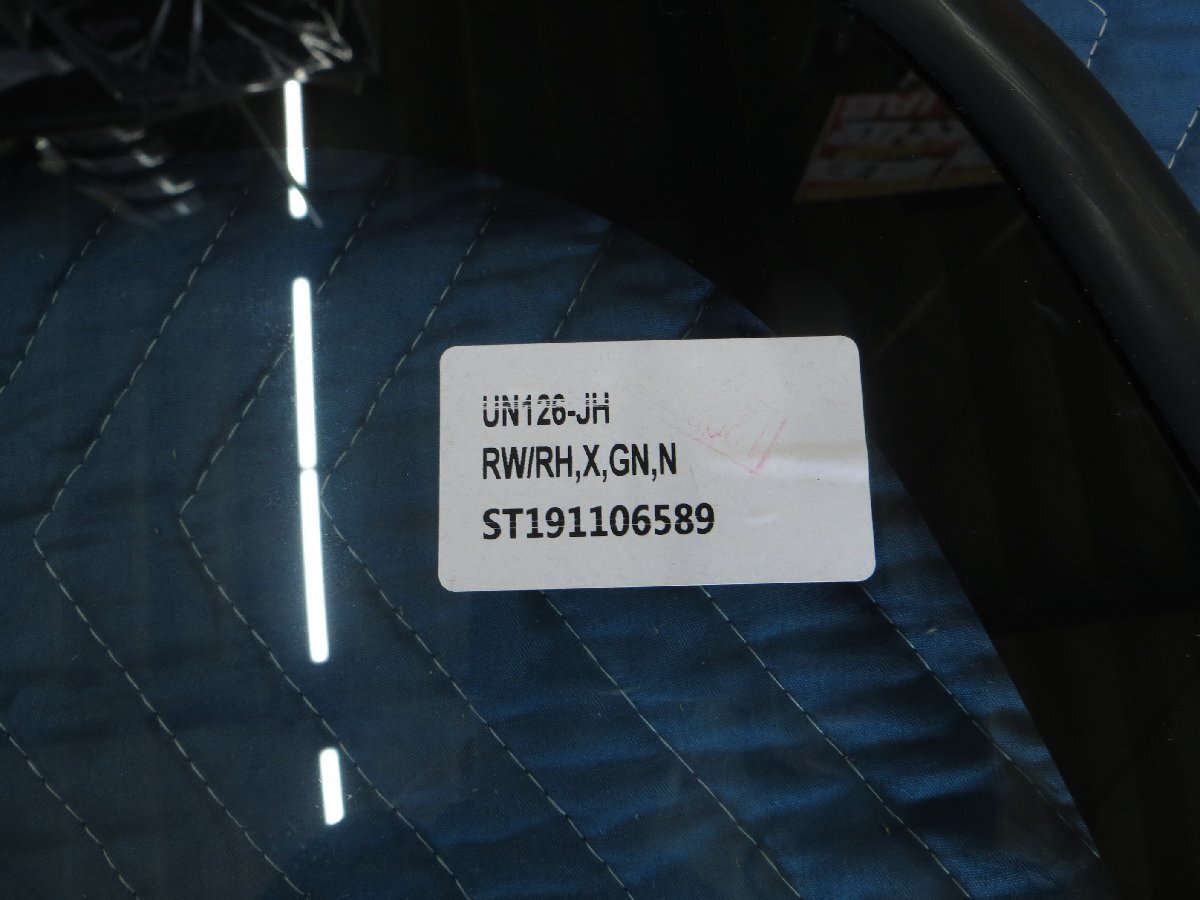 UN126-JH
RW/RH,X,GN,N
ST191106589